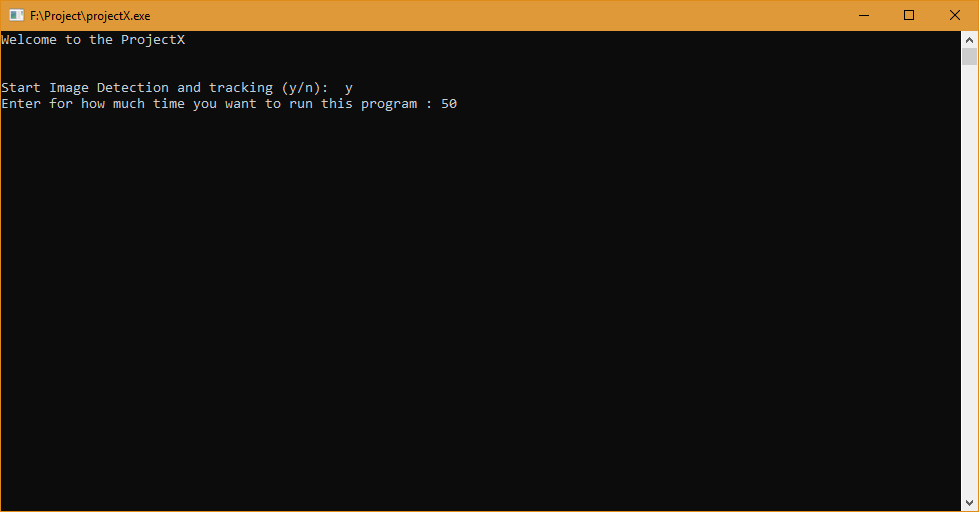 F:\Project\projectX.exe
Welcome to the ProjectX
Start Image Detection and tracking (y/n):  y
Enter for how much time you want to run this program : 50